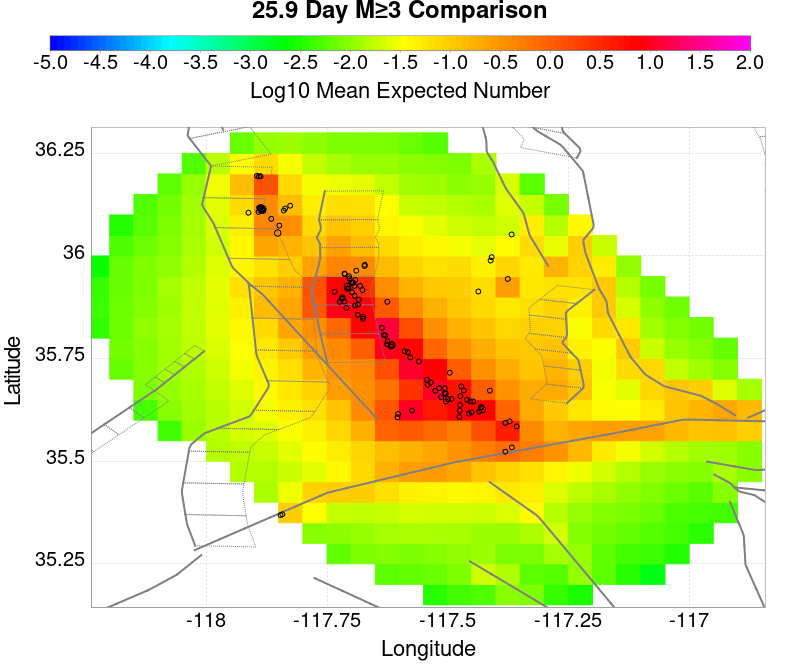 25.9 Day M≥3 Comparison
-5.0 -4.5 -4.0 -3.5 -3.0 -2.5 -2.0 -1.5 -1.0 -0.5 0.0 0.5 1.0 1.5 2.0
Log10 Mean Expected Number
36.25
36
35.75
35.5
35.25
Latitude
-118 -117.75 -117.5 -117.25 -117
Longitude